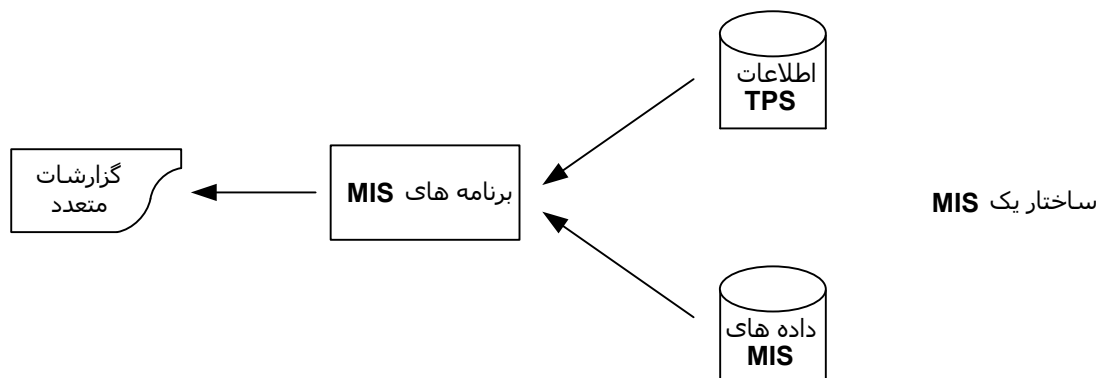 اطلاعات
TPS
گزارشات
متعدد
برنامه های MIS
ساختار یک MIS
داده های
MIS